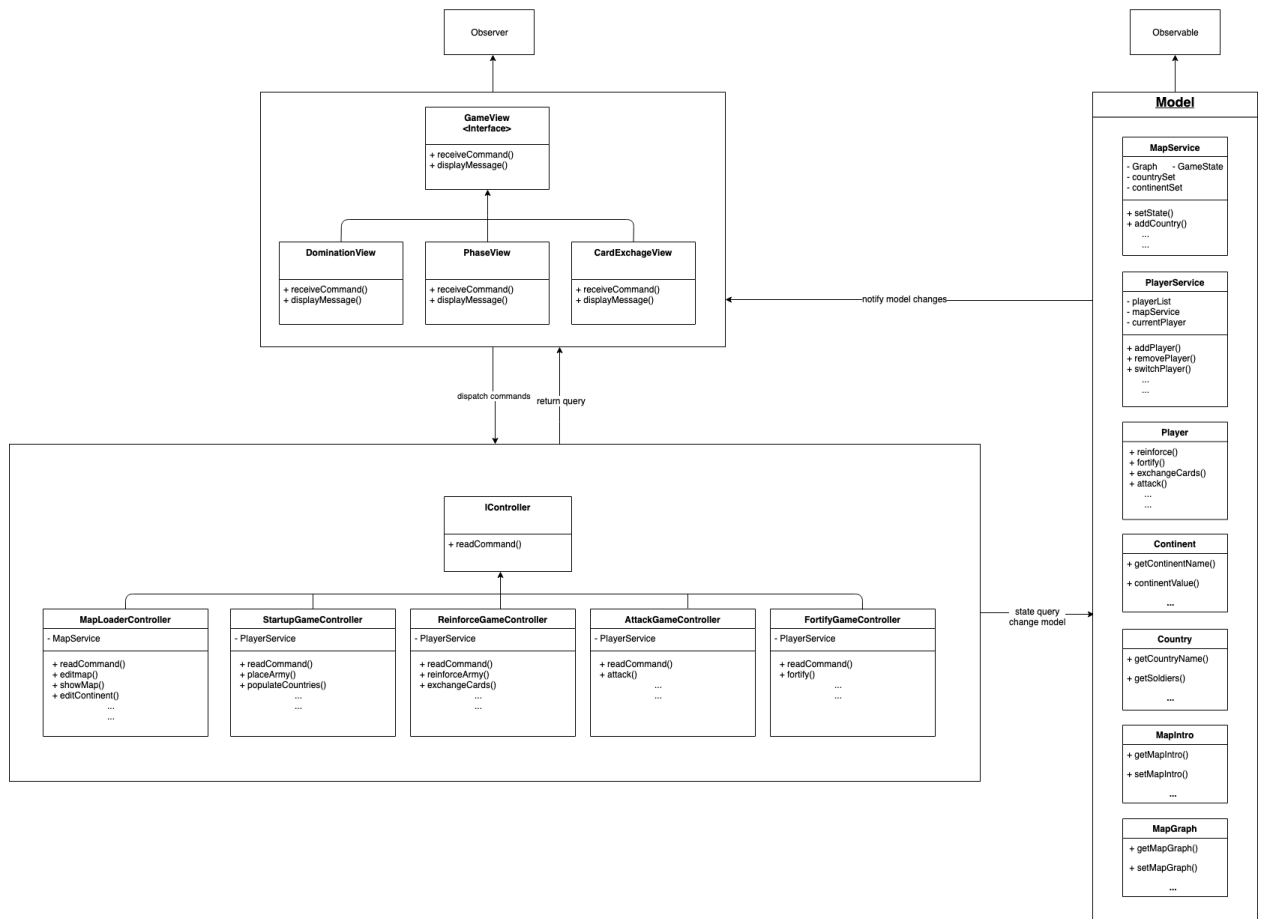 Observer
Observable
GameView
<Interface>
+ receiveCommand()
+ displayMessage()
DominationView
+ receiveCommand()
+ displayMessage()
PhaseView
+ receiveCommand()
+ displayMessage()
CardExchageView
+ receiveCommand()
+ displayMessage()
notify model changes
dispatch commands
return query
IController
+ readCommand()
MapLoaderController
- MapService
+ readCommand()
+ editmap()
+ showMap()
+ editContinent()
...
...
StartupGameController
- PlayerService
+ readCommand()
+ placeArmy()
+ populateCountries()
...
...
ReinforceGameController
- PlayerService
+ readCommand()
+ reinforceArmy()
+ exchangeCards()
...
...
AttackGameController
- PlayerService
+ readCommand()
+ attack()
...
...
FortifyGameController
- PlayerService
+ readCommand()
+ fortify()
...
...
state query
change model
Model
MapService
- Graph - GameState
- countrySet
- continentSet
+ setState()
+ addCountry()
...
...
PlayerService
- playerList
- mapService
- currentPlayer
+ addPlayer()
+ removePlayer()
+ switchPlayer()
...
...
Player
+ reinforce()
+ fortify()
+ exchangeCards()
+ attack()
...
...
Continent
+ getContinentName()
+ continentValue()
...
Country
+ getCountryName()
+ getSoldiers()
...
MapIntro
+ getMapIntro()
+ setMapIntro()
...
MapGraph
+ getMapGraph()
+ setMapGraph()
...